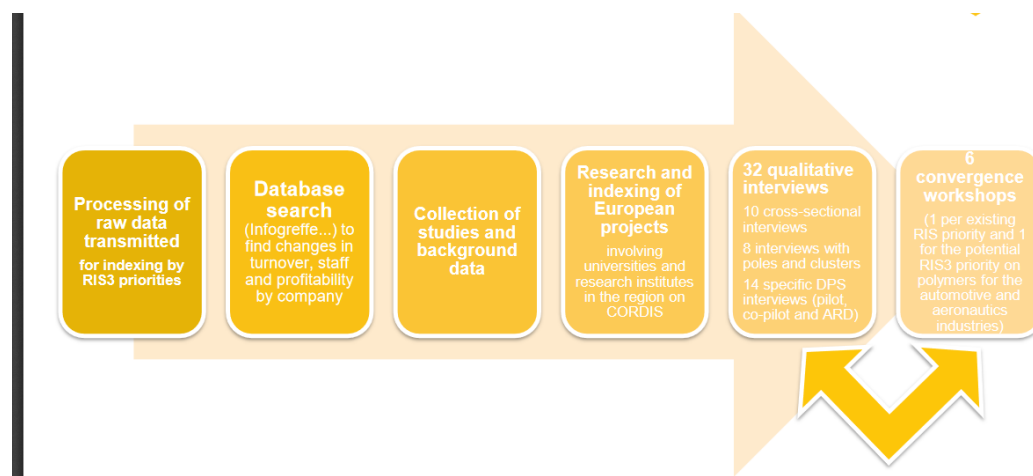 Processing of
raw data
transmitted
for indexing by
RIS3 priorities
Database
search
(Infogreffe...) to
find changes in
turnover, staff
and profitability
by company
Collection of
studies and
background
data
Research and
indexing of
European
projects
involving
universities and
research institutes
in the region on
CORDIS
32 qualitative
interviews
10 cross-sectional
interviews
8 interviews with
poles and clusters
14 specific DPS
interviews (pilot,
co-pilot and ARD)
6
convergence
workshops
(1 per existing
RIS priority and 1
for the potential
RIS3 priority on
polymers for the
automotive and
aeronautics
industries)